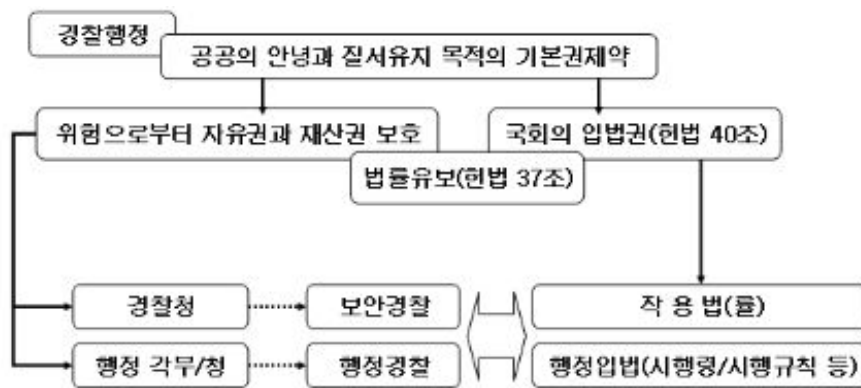 경찰행정
공공의 안녕과 질서유지 목적의 기본권제약
위험으로부터 자유권과 재산권 보호
국회의 입법권(헌법 40조)
법률유보(헌법 37조)
경찰청
보안경찰
작 용 법(률)
행정 각무/청
행정경찰
행정입법(시행령/시행규칙 등)